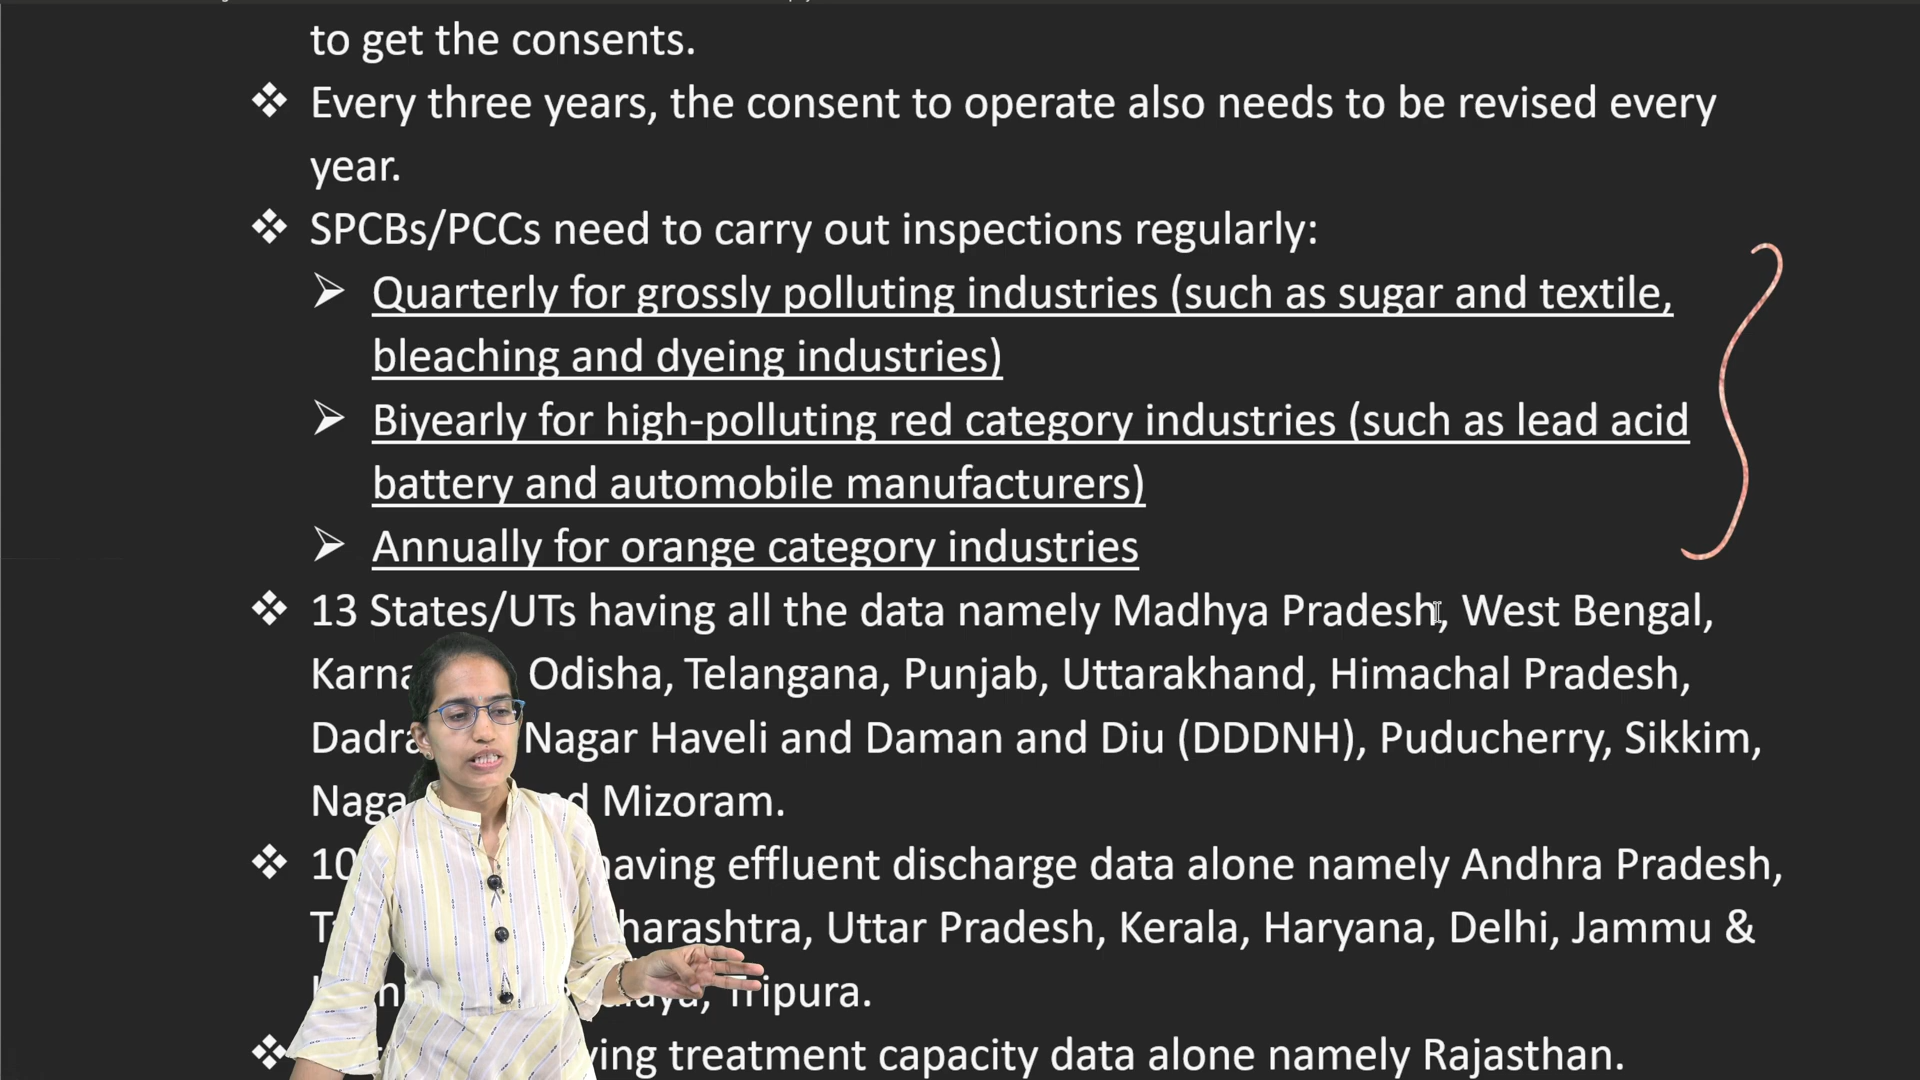 to get the consents.
❖ Every three years, the consent to operate also needs to be revised every
year.
❖ SPCBs/PCCs need to carry out inspections regularly:
➢ Quarterly for grossly polluting industries (such as sugar and textile,
bleaching and dyeing industries)
➢ Biyearly for high-polluting red category industries (such as lead acid
battery and automobile manufacturers)
➢ Annually for orange category industries
❖ 13 States/UTs having all the data namely Madhya Pradesh, West Bengal,
Odisha, Telangana, Punjab, Uttarakhand, Himachal Pradesh,
Nagar Haveli and Daman and Diu (DDDNH), Puducherry, Sikkim,
Mizoram.
❖ 10 having effluent discharge data alone namely Andhra Pradesh,
Uttar Pradesh, Kerala, Haryana, Delhi, Jammu &
Tripura.
❖ treatment capacity data alone namely Rajasthan.